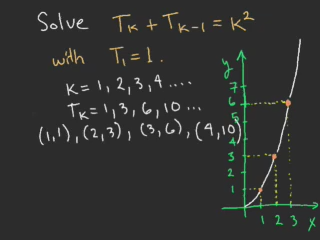 Solve T_K + T_{K-1} = K²
with T_1 = 1.
K = 1, 2, 3, 4 ....
T_K = 1, 3, 6, 10 ...
(1,1), (2,3), (3,6), (4,10)
y
7
6
5
4
3
2
1
1 2 3 X